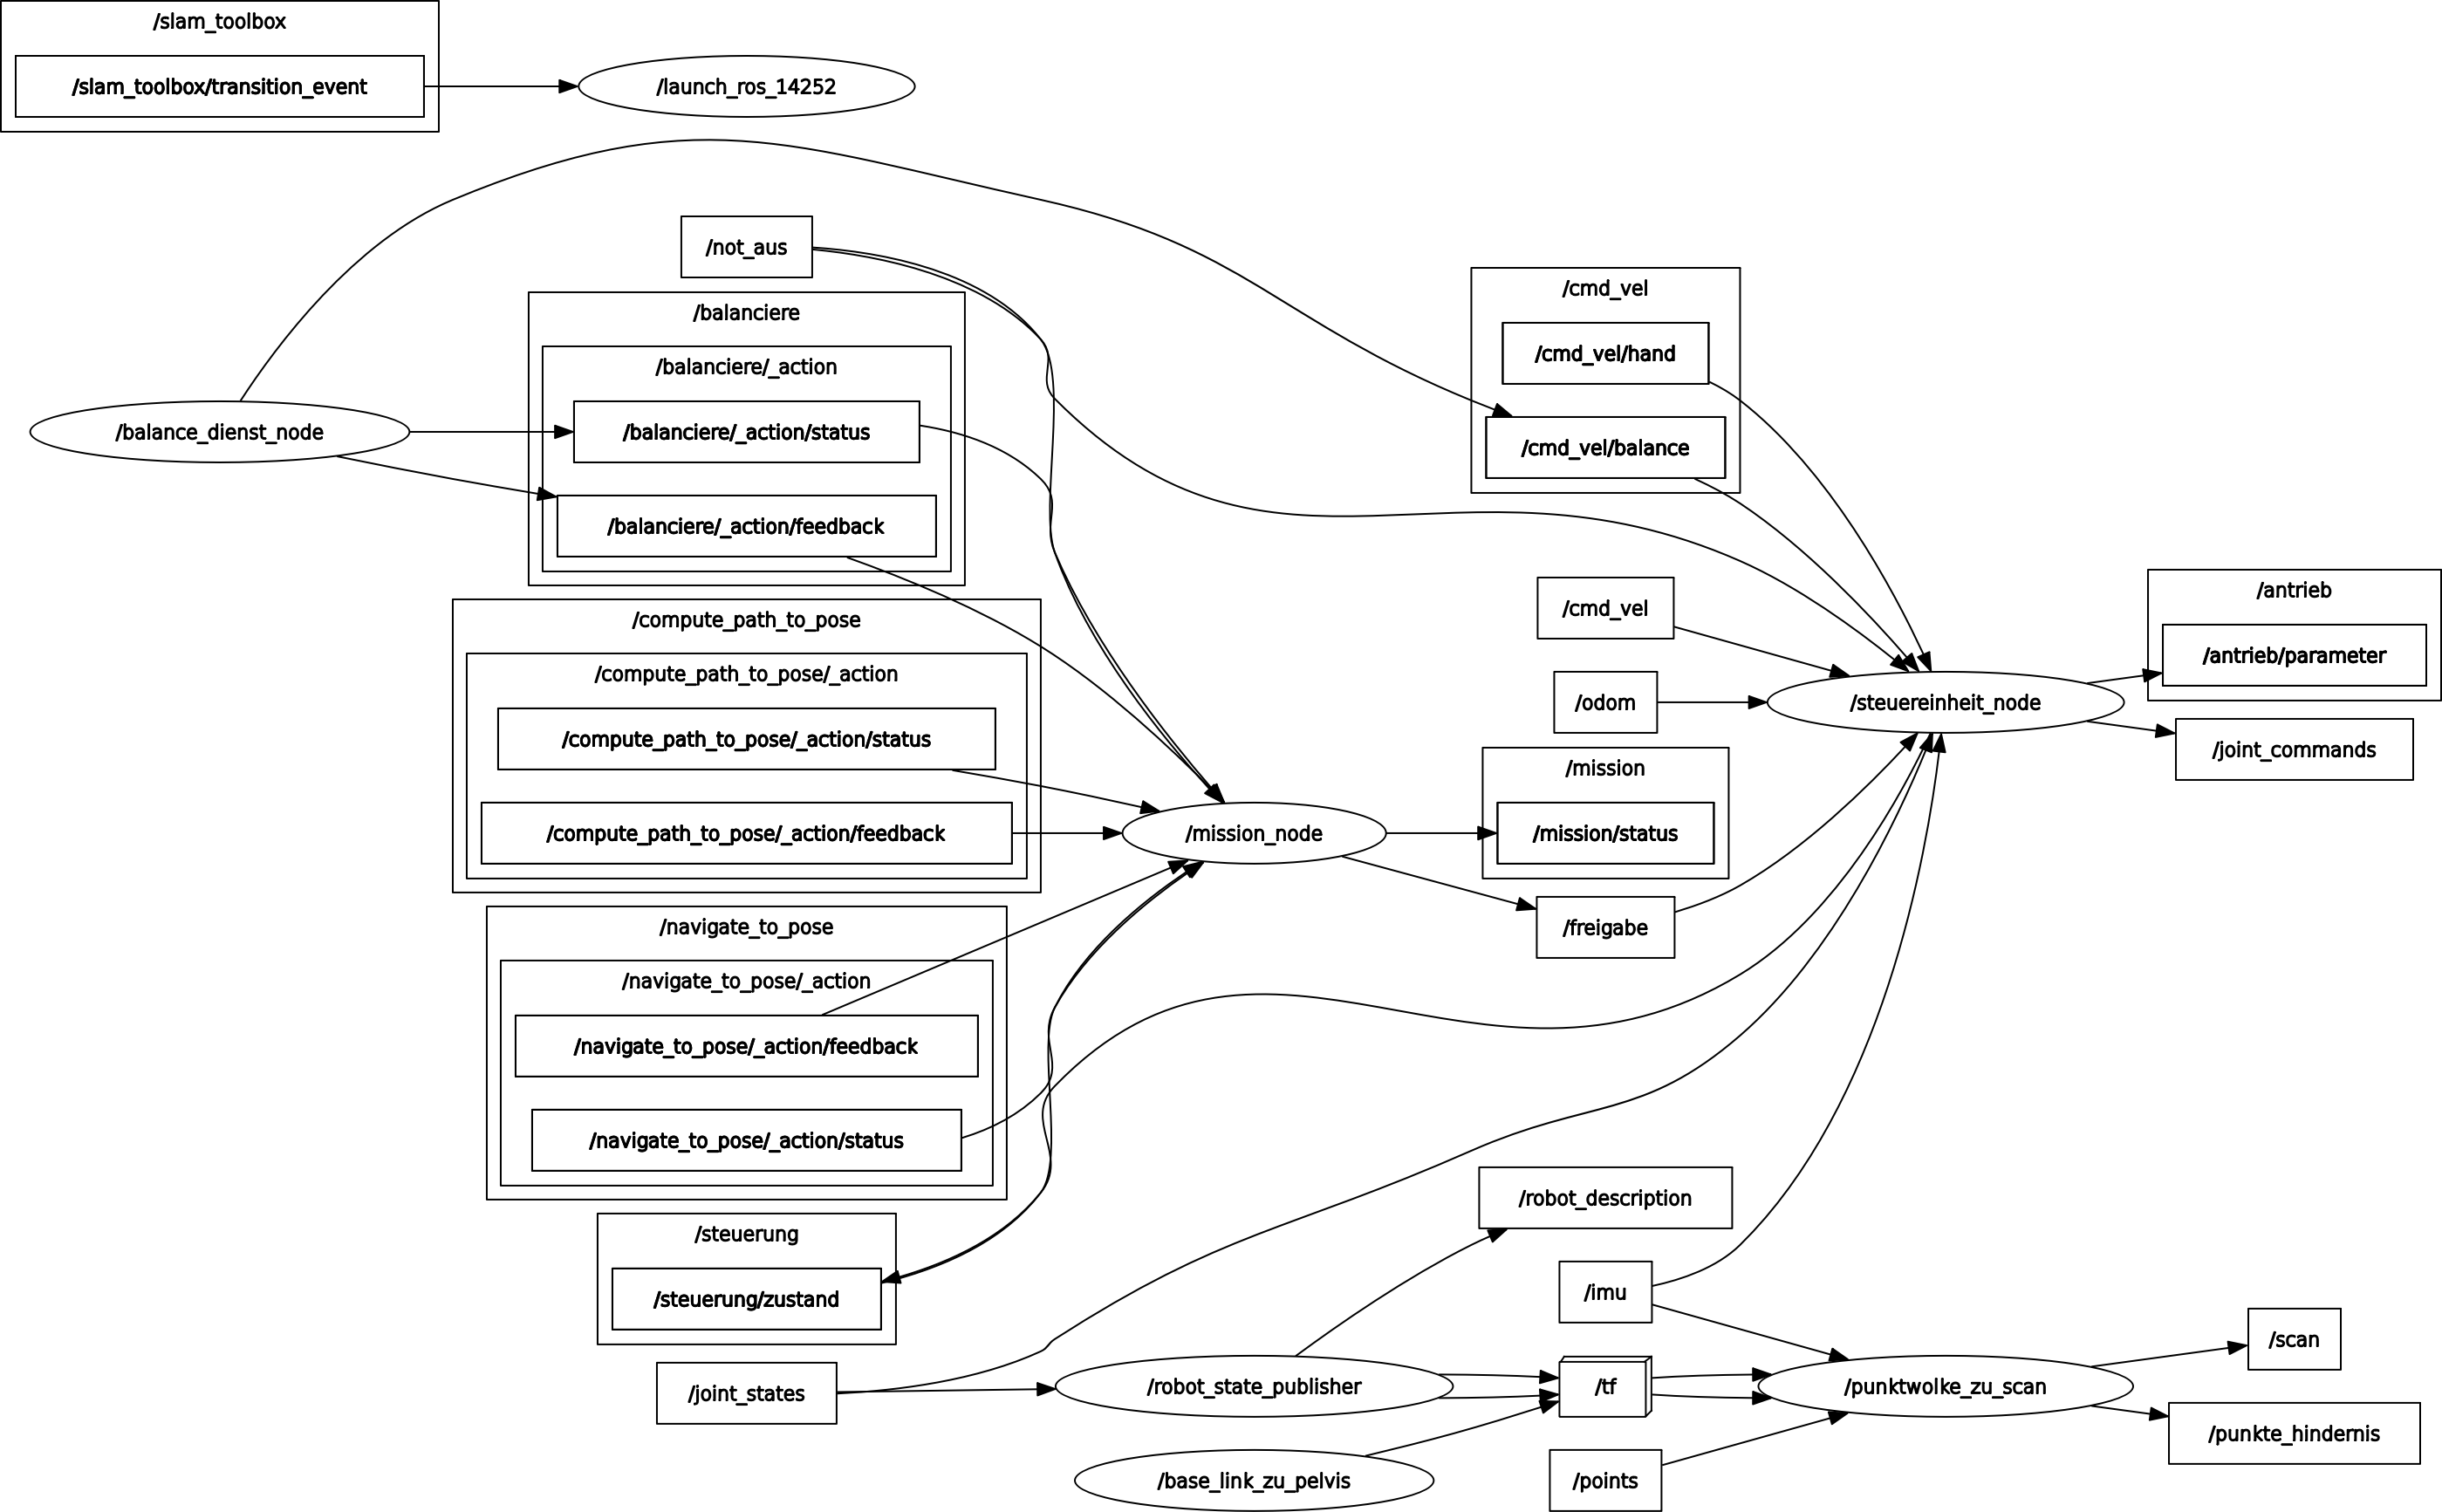 /slam_toolbox
/slam_toolbox/transition_event
/launch_ros_14252
/not_aus
/balanciere
/balanciere/_action
/balance_dienst_node
/balanciere/_action/status
/balanciere/_action/feedback
/cmd_vel
/cmd_vel/hand
/cmd_vel/balance
/compute_path_to_pose
/compute_path_to_pose/_action
/compute_path_to_pose/_action/status
/compute_path_to_pose/_action/feedback
/cmd_vel
/odom
/steuereinheit_node
/antrieb
/antrieb/parameter
/joint_commands
/mission_node
/mission
/mission/status
/freigabe
/navigate_to_pose
/navigate_to_pose/_action
/navigate_to_pose/_action/feedback
/navigate_to_pose/_action/status
/steuerung
/steuerung/zustand
/robot_description
/imu
/joint_states
/robot_state_publisher
/tf
/punktwolke_zu_scan
/scan
/punkte_hindernis
/base_link_zu_pelvis
/points